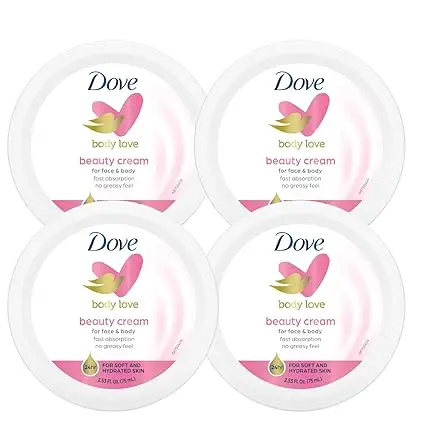 Dove
body love
beauty cream
for face & body
fast absorption
no greasy feel
Dove
body love
beauty cream
for face & body
fast absorption
no greasy feel
Dove
body love
beauty cream
for face & body
fast absorption
no greasy feel
24hr
FOR SOFT AND
HYDRATED SKIN
2.53 FL OZ. (75 mL)
Dove
body love
beauty cream
for face & body
fast absorption
no greasy feel
24hr
FOR SOFT AND
HYDRATED SKIN
2.53 FL OZ. (75 mL)